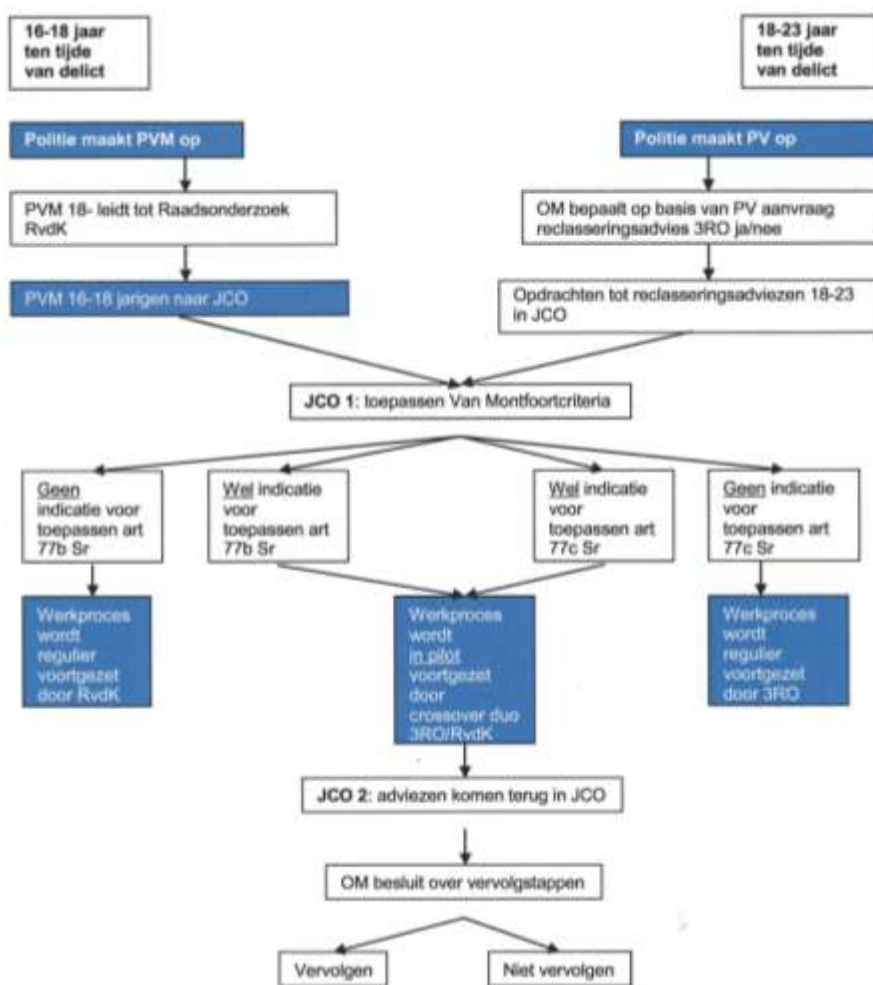 16-18 jaar
ten tijde
van delict
18-23 jaar
ten tijde
van delict
Politie maakt PVM op
Politie maakt PV op
PVM 18- leidt tot Raadsonderzoek
RvdK
OM bepaalt op basis van PV aanvraag
reclasseringsadvies 3RO ja/nee
PVM 16-18 jarigen naar JCO
Opdrachten tot reclasseringsadviezen 18-23
in JCO
JCO 1: toepassen Van Montfoortcriteria
Geen
indicatie voor
toepassen art
77b Sr
Wel indicatie
voor
toepassen art
77b Sr
Wel indicatie
voor
toepassen art
77c Sr
Geen indicatie
voor
toepassen art
77c Sr
Werkproces
wordt
regulier
voortgezet
door RvdK
Werkproces
wordt
in pilot
voortgezet
door
crossover duo
3RO/RvdK
Werkproces
wordt
regulier
voortgezet
door 3RO
JCO 2: adviezen komen terug in JCO
OM besluit over vervolgstappen
Vervolgen
Niet vervolgen